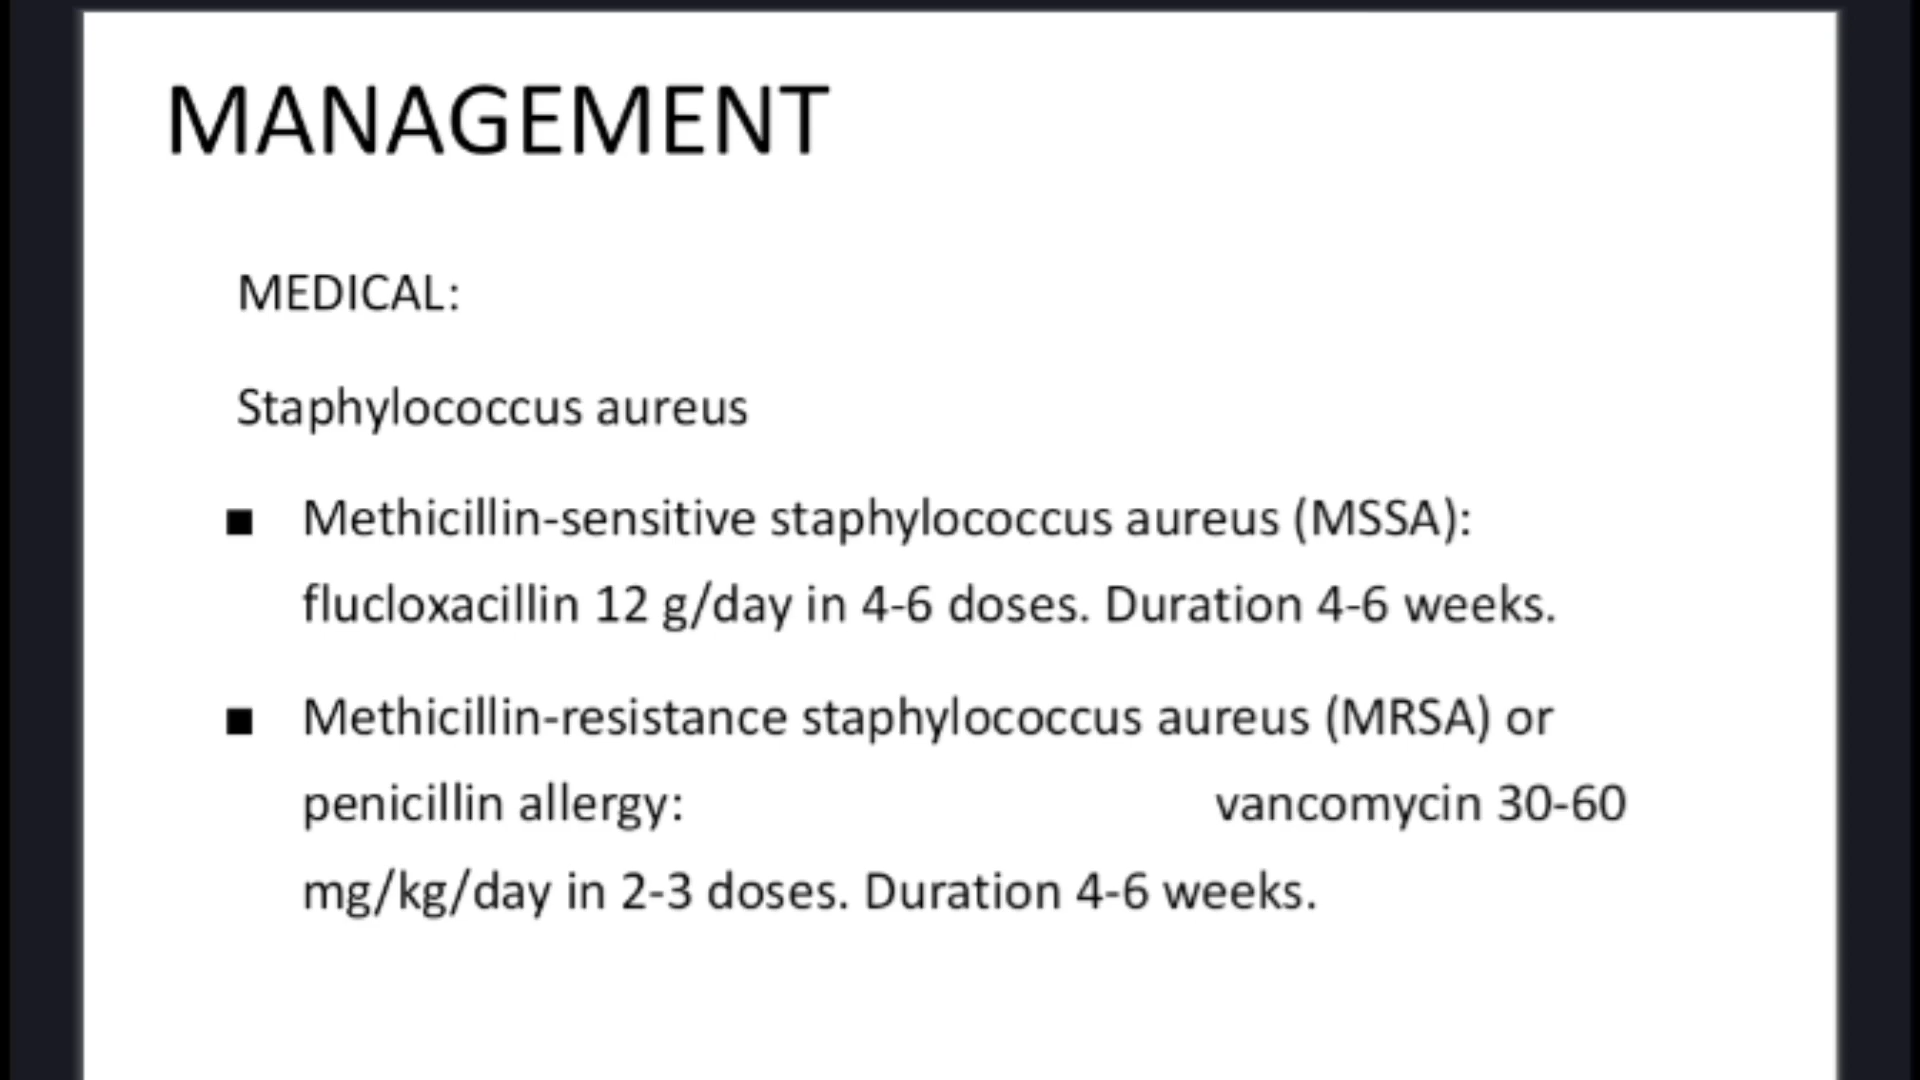 MANAGEMENT
MEDICAL:
Staphylococcus aureus
■ Methicillin-sensitive staphylococcus aureus (MSSA):
flucloxacillin 12 g/day in 4-6 doses. Duration 4-6 weeks.
■ Methicillin-resistance staphylococcus aureus (MRSA) or
penicillin allergy: vancomycin 30-60
mg/kg/day in 2-3 doses. Duration 4-6 weeks.